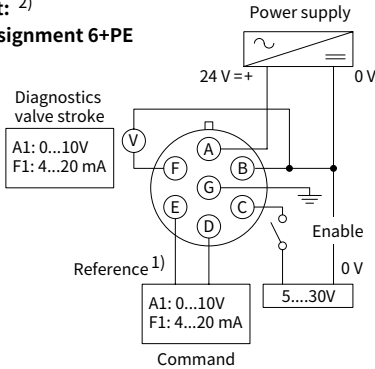 t: 2)
signment 6+PE
Power supply
24 V =+
0 V
Diagnostics
valve stroke
A1: 0...10V
F1: 4...20 mA
V
A
F
B
G
E
C
D
Enable
Reference 1)
0 V
5....30V
A1: 0...10V
F1: 4...20 mA
Command